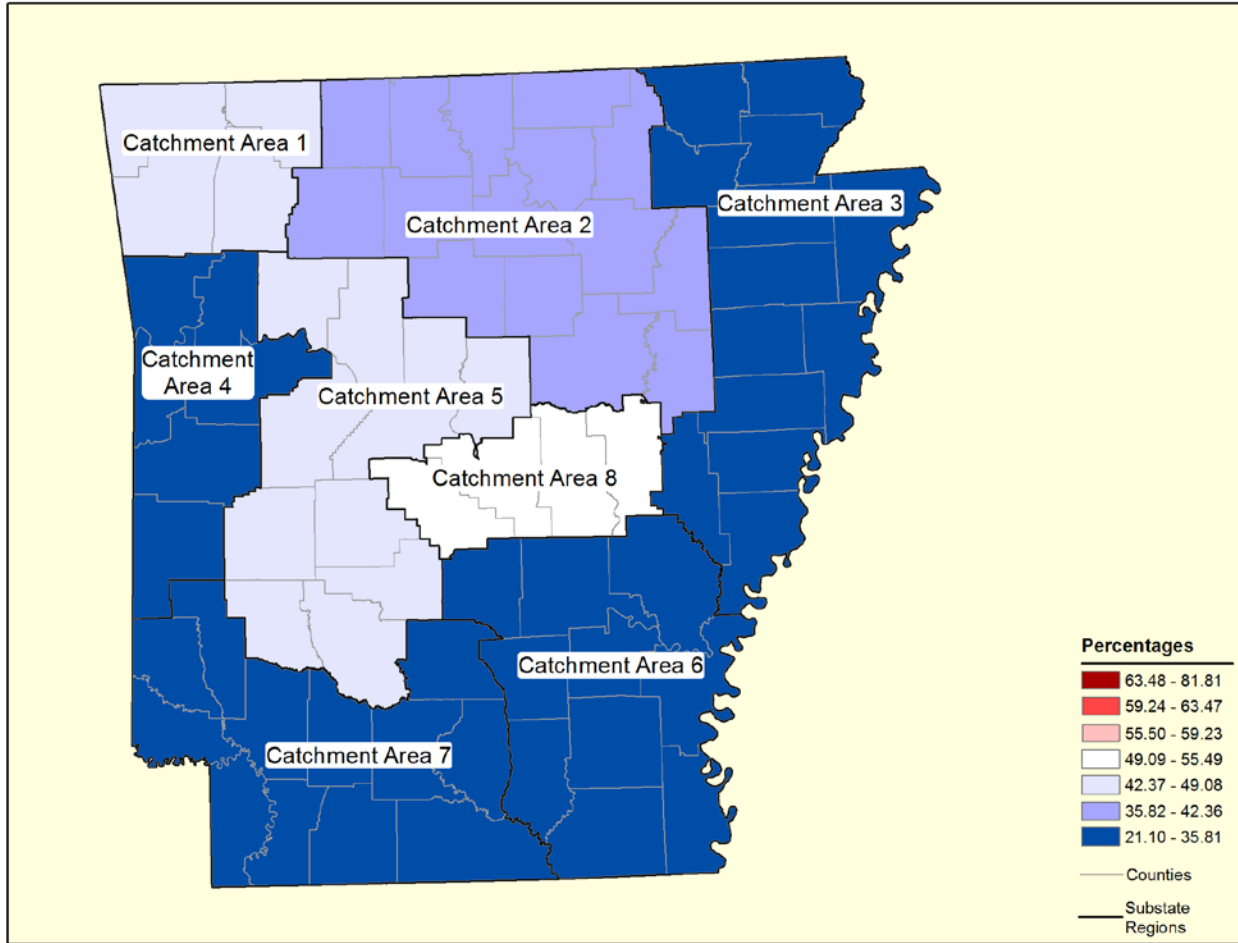 Catchment Area 1
Catchment Area 2
Catchment Area 3
Catchment
Area 4
Catchment Area 5
Catchment Area 8
Catchment Area 6
Catchment Area 7
Percentages
63.48 - 81.81
59.24 - 63.47
55.50 - 59.23
49.09 - 55.49
42.37 - 49.08
35.82 - 42.36
21.10 - 35.81
Counties
Substate
Regions